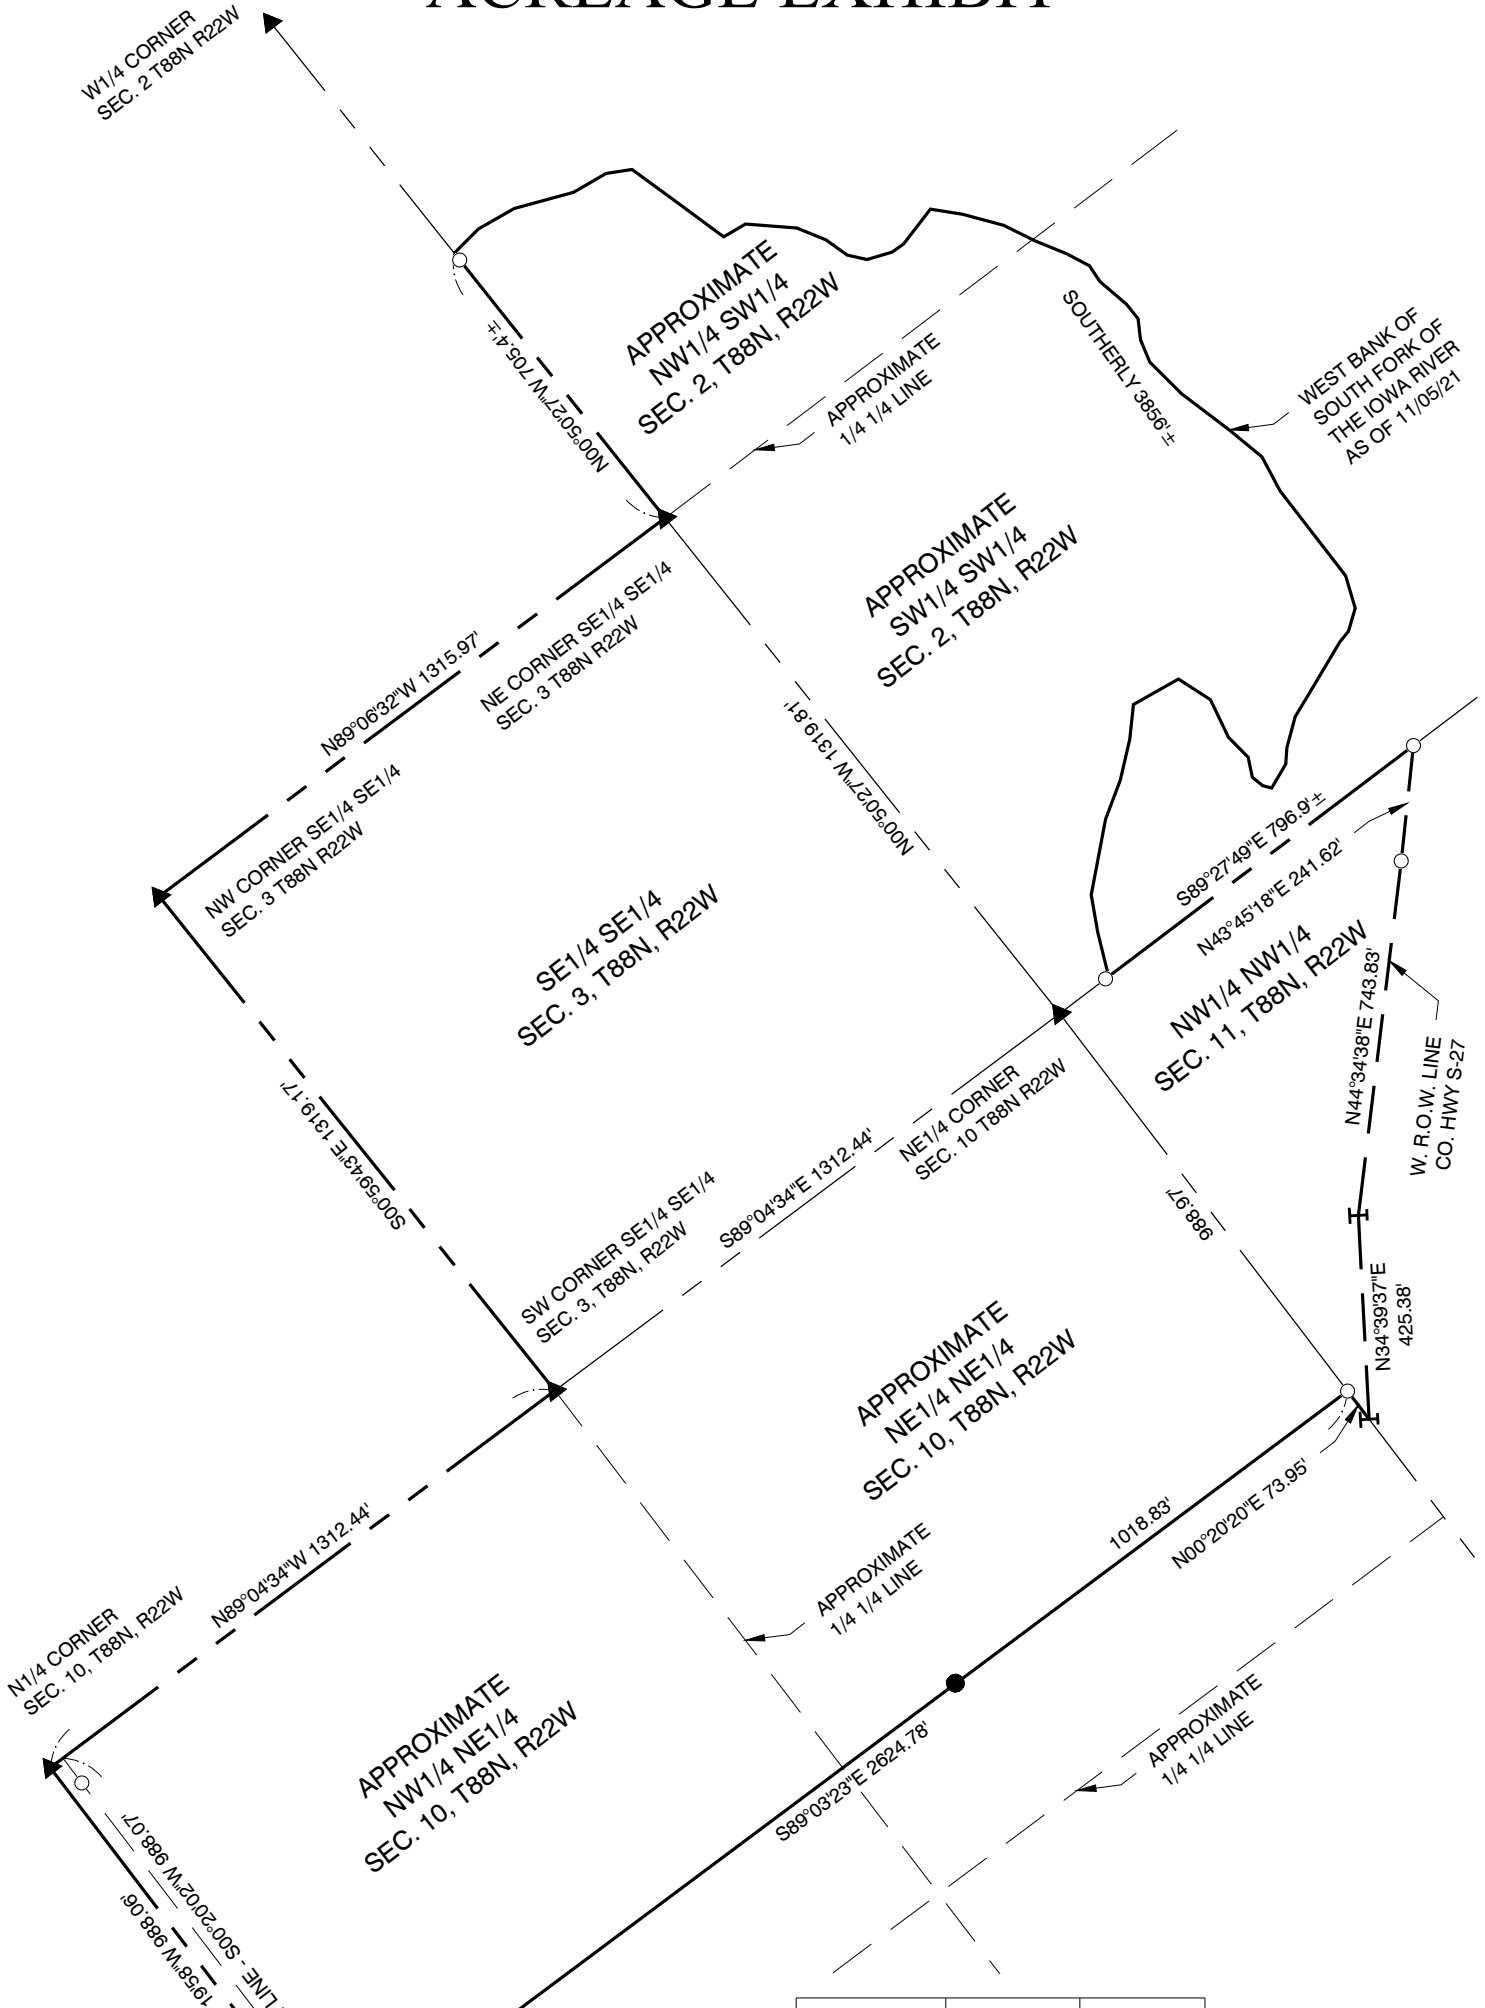 ACREAGE EXHIBIT
W1/4 CORNER
SEC. 2 T88N R22W
APPROXIMATE
NW1/4 SW1/4
SEC. 2, T88N, R22W
N00°50'27"W 705.4'±
APPROXIMATE
1/4 1/4 LINE
SOUTHERLY 3856'±
WEST BANK OF
SOUTH FORK OF
THE IOWA RIVER
AS OF 11/05/21
APPROXIMATE
SW1/4 SW1/4
SEC. 2, T88N, R22W
N89°06'32"W 1315.97'
NE CORNER SE1/4 SE1/4
SEC. 3 T88N R22W
NW CORNER SE1/4 SE1/4
SEC. 3 T88N R22W
N00°50'27"W 1319.81'
SE1/4 SE1/4
SEC. 3, T88N, R22W
S89°27'49"E 796.9'±
N43°45'18"E 241.62'
NW1/4 NW1/4
SEC. 11, T88N, R22W
N44°34'38"E 743.83'
W. R.O.W. LINE
CO. HWY S-27
S00°59'43"E 1319.17'
S89°04'34"E 1312.44'
NE1/4 CORNER
SEC. 10 T88N R22W
SW CORNER SE1/4 SE1/4
SEC. 3, T88N, R22W
988.97'
N34°39'37"E
425.38'
APPROXIMATE
NE1/4 NE1/4
SEC. 10, T88N, R22W
N89°04'34"W 1312.44'
1018.83'
N00°20'20"E 73.95'
APPROXIMATE
1/4 1/4 LINE
N1/4 CORNER
SEC. 10, T88N, R22W
APPROXIMATE
NW1/4 NE1/4
SEC. 10, T88N, R22W
S89°03'23"E 2624.78'
APPROXIMATE
1/4 1/4 LINE
LINE - S00°20'02"W 988.07'
19'58"W 988.06'